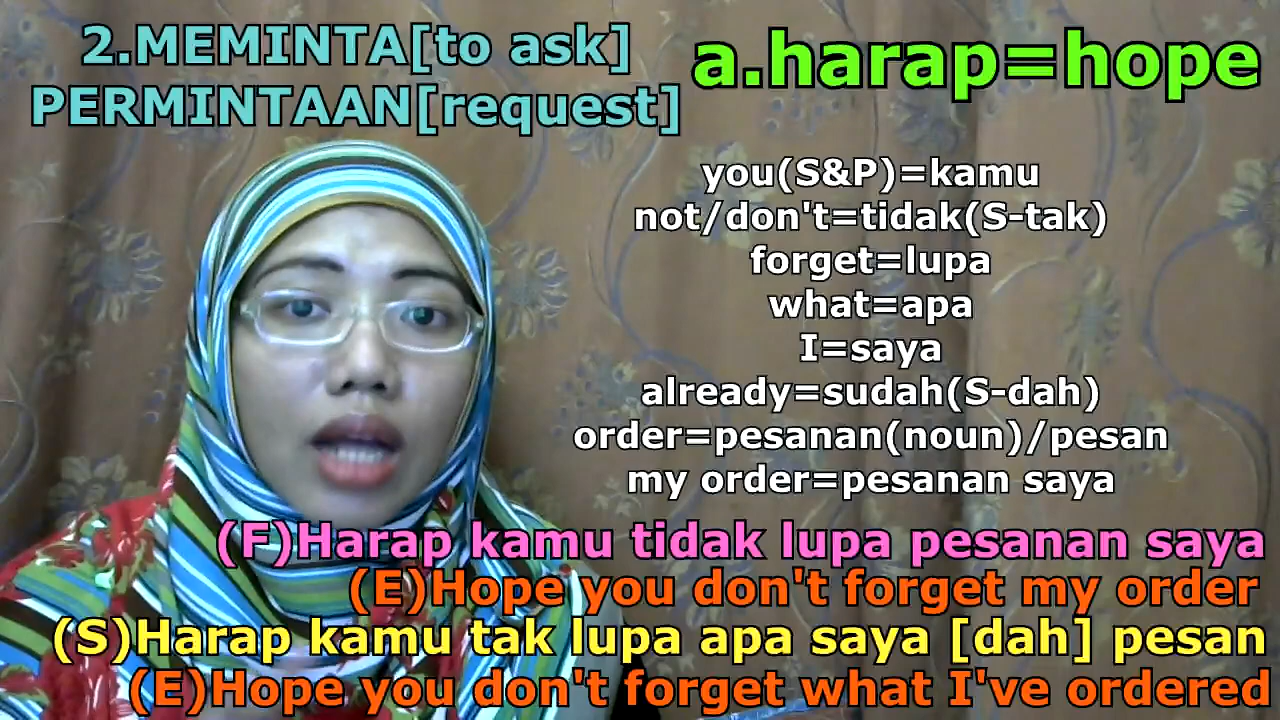 2.MEMINTA[to ask]
PERMINTAAN[request]
a.harap=hope
you(S&P)=kamu
not/don't=tidak(S-tak)
forget=lupa
what=apa
I=saya
already=sudah(S-dah)
order=pesanan(noun)/pesan
my order=pesanan saya
(F)Harap kamu tidak lupa pesanan saya
(E)Hope you don't forget my order
(S)Harap kamu tak lupa apa saya [dah] pesan
(E)Hope you don't forget what I've ordered